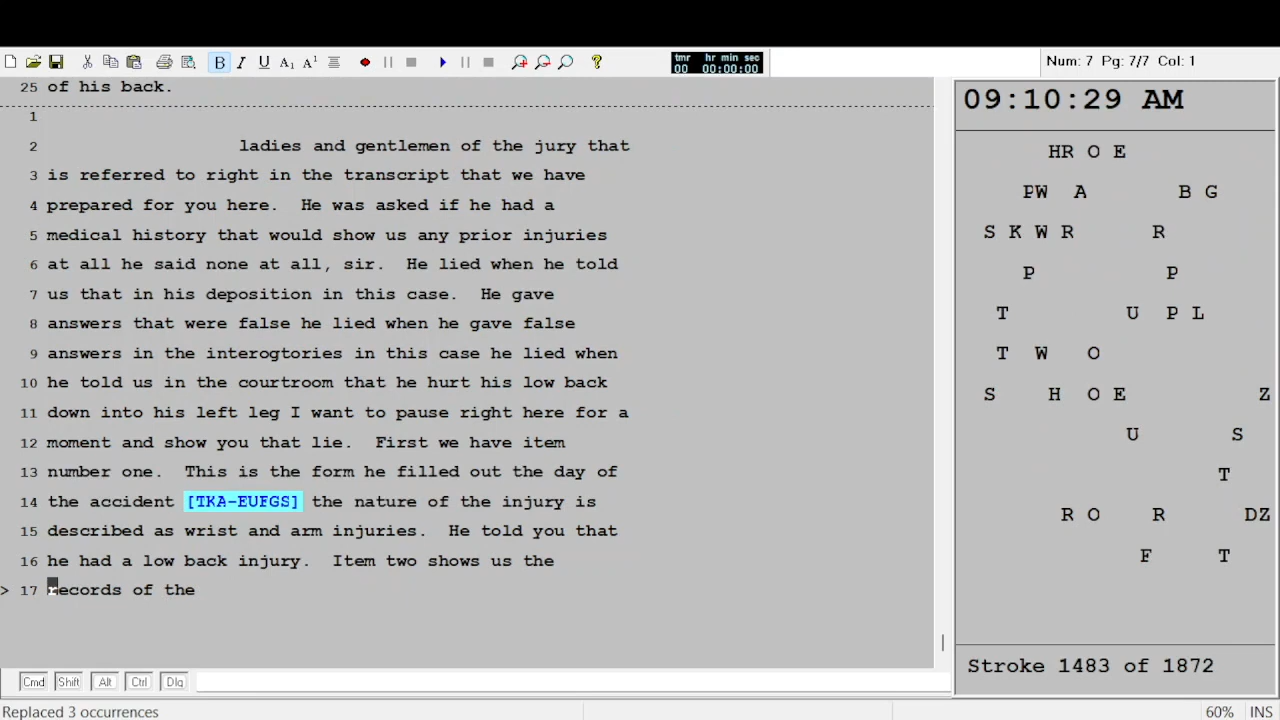 B I U A₁ A¹ ? tmr hr min sec
00 00:00:00 Num: 7 Pg: 7/7 Col: 1
25 of his back.
1
2 ladies and gentlemen of the jury that
3 is referred to right in the transcript that we have
4 prepared for you here. He was asked if he had a
5 medical history that would show us any prior injuries
6 at all he said none at all, sir. He lied when he told
7 us that in his deposition in this case. He gave
8 answers that were false he lied when he gave false
9 answers in the interogtories in this case he lied when
10 he told us in the courtroom that he hurt his low back
11 down into his left leg I want to pause right here for a
12 moment and show you that lie. First we have item
13 number one. This is the form he filled out the day of
14 the accident [TKA-EUFGS] the nature of the injury is
15 described as wrist and arm injuries. He told you that
16 he had a low back injury. Item two shows us the
> 17 records of the
09:10:29 AM
HR O E
PW A B G
S K W R R
P P
T U P L
T W O
S H O E Z
U S
T
R O R DZ
F T
Stroke 1483 of 1872
Cmd Shift Alt Ctrl Dlg
Replaced 3 occurrences 60% INS